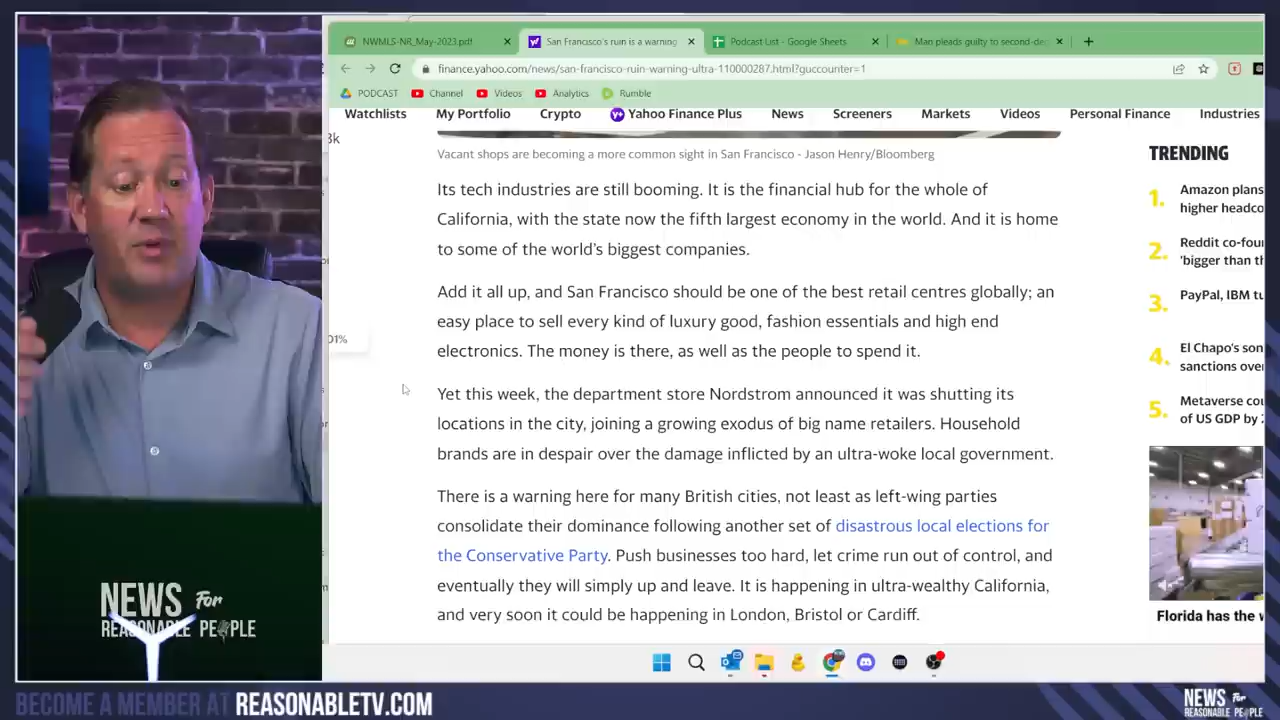 NWMLS-NR_May-2023.pdf
San Francisco's ruin is a warning
Podcast List - Google Sheets
Man pleads guilty to second-de
finance.yahoo.com/news/san-francisco-ruin-warning-ultra-110000287.html?guccounter=1
PODCAST Channel Videos Analytics Rumble
Watchlists My Portfolio Crypto Yahoo Finance Plus News Screeners Markets Videos Personal Finance Industries
8k
Vacant shops are becoming a more common sight in San Francisco - Jason Henry/Bloomberg
Its tech industries are still booming. It is the financial hub for the whole of
California, with the state now the fifth largest economy in the world. And it is home
to some of the world's biggest companies.
Add it all up, and San Francisco should be one of the best retail centres globally; an
easy place to sell every kind of luxury good, fashion essentials and high end
electronics. The money is there, as well as the people to spend it.
01%
Yet this week, the department store Nordstrom announced it was shutting its
locations in the city, joining a growing exodus of big name retailers. Household
brands are in despair over the damage inflicted by an ultra-woke local government.
There is a warning here for many British cities, not least as left-wing parties
consolidate their dominance following another set of disastrous local elections for
the Conservative Party. Push businesses too hard, let crime run out of control, and
eventually they will simply up and leave. It is happening in ultra-wealthy California,
and very soon it could be happening in London, Bristol or Cardiff.
TRENDING
1. Amazon plans
higher headco
2. Reddit co-fou
'bigger than th
3. PayPal, IBM tu
4. El Chapo's son
sanctions over
5. Metaverse cou
of US GDP by
Florida has the
NEWS For
REASONABLE PEOPLE
BECOME A MEMBER AT REASONABLETV.COM
NEWS For
REASONABLE PEOPLE